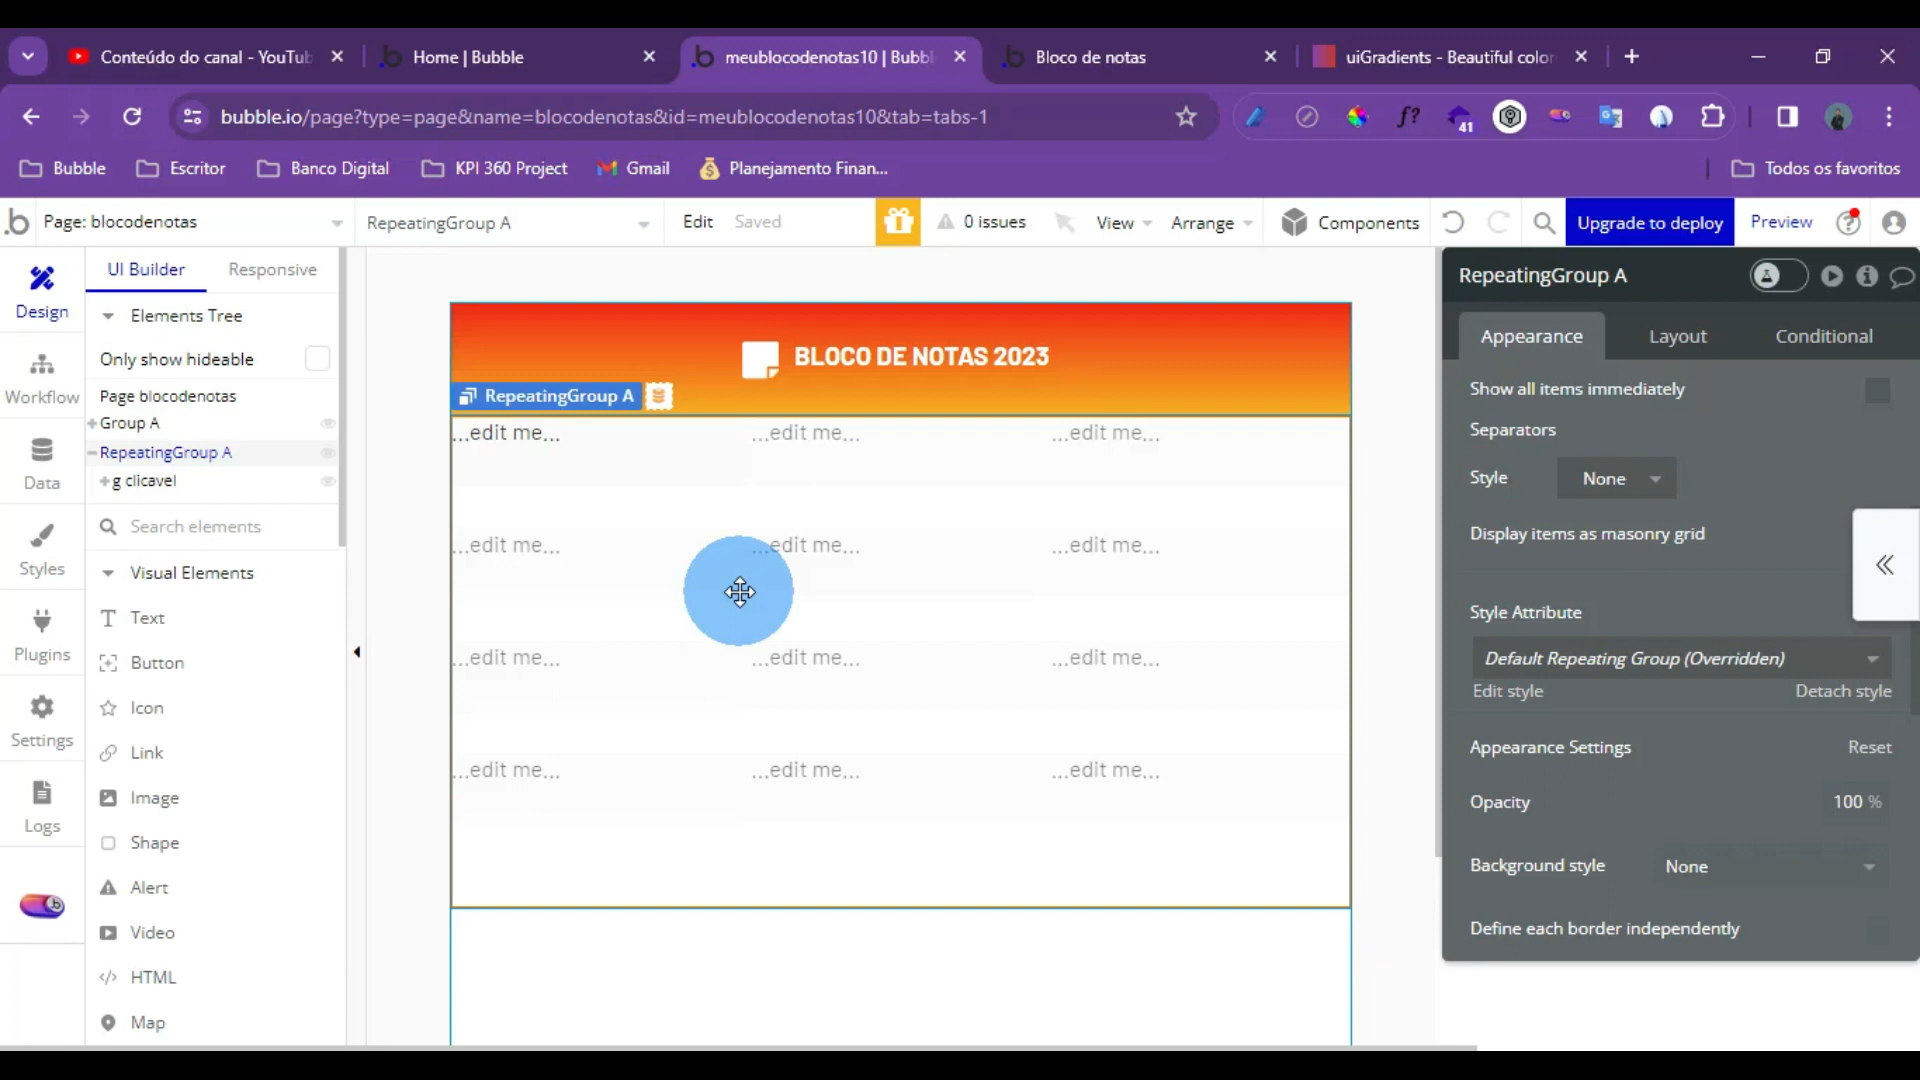 Conteúdo do canal - YouTub
Home | Bubble
meublocodenotas10 | Bubbl
Bloco de notas
uiGradients - Beautiful color
bubble.io/page?type=page&name=blocodenotas&id=meublocodenotas10&tab=tabs-1
f?
41
Bubble
Escritor
Banco Digital
KPI 360 Project
Gmail
Planejamento Finan...
Todos os favoritos
Page: blocodenotas
RepeatingGroup A
Edit
Saved
0 issues
View
Arrange
Components
Upgrade to deploy
Preview
Design
Workflow
Data
Styles
Plugins
Settings
Logs
UI Builder
Responsive
Elements Tree
Only show hideable
Page blocodenotas
Group A
RepeatingGroup A
g clicavel
Search elements
Visual Elements
Text
Button
Icon
Link
Image
Shape
Alert
Video
HTML
Map
BLOCO DE NOTAS 2023
RepeatingGroup A
...edit me... ...edit me... ...edit me...
...edit me... ...edit me... ...edit me...
...edit me... ...edit me... ...edit me...
...edit me... ...edit me... ...edit me...
RepeatingGroup A
Appearance
Layout
Conditional
Show all items immediately
Separators
Style
None
Display items as masonry grid
Style Attribute
Default Repeating Group (Overridden)
Edit style
Detach style
Appearance Settings
Reset
Opacity
100 %
Background style
None
Define each border independently